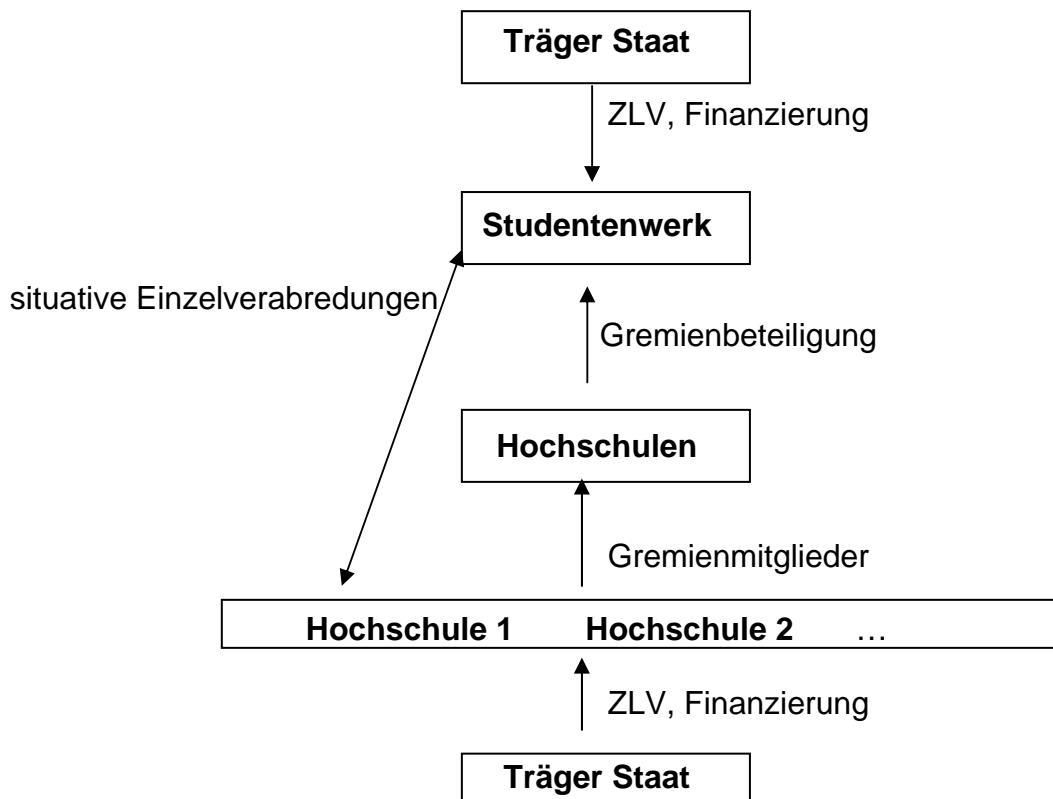 Träger Staat
ZLV, Finanzierung
Studentenwerk
situative Einzelverabredungen
Gremienbeteiligung
Hochschulen
Gremienmitglieder
Hochschule 1 Hochschule 2 …
ZLV, Finanzierung
Träger Staat